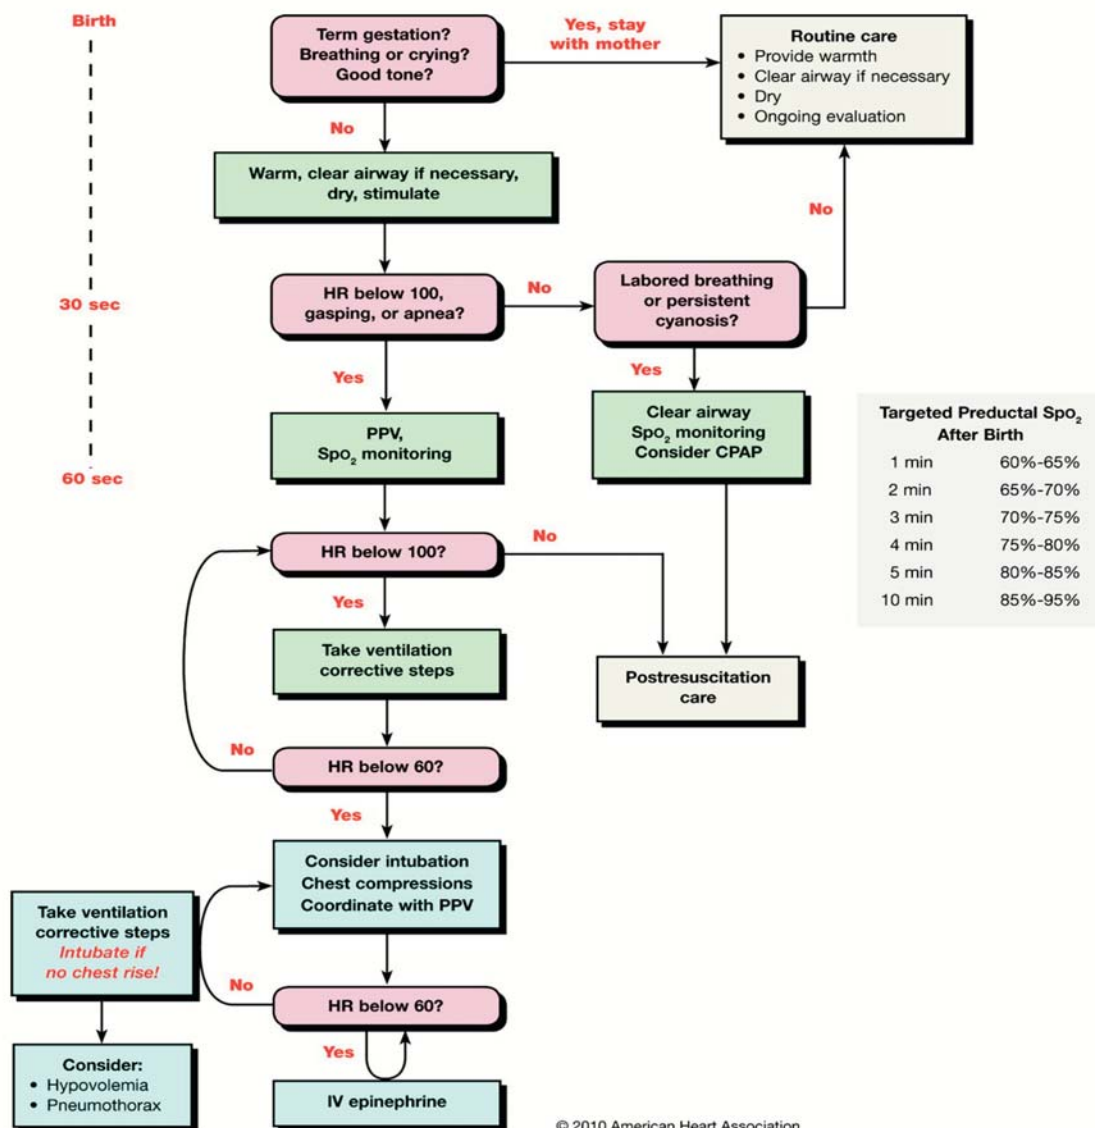 Birth
Term gestation?
Breathing or crying?
Good tone?
Yes, stay
with mother
Routine care
• Provide warmth
• Clear airway if necessary
• Dry
• Ongoing evaluation
No
Warm, clear airway if necessary,
dry, stimulate
No
30 sec
HR below 100,
gasping, or apnea?
No
Labored breathing
or persistent
cyanosis?
Yes
Yes
60 sec
PPV,
SpO₂ monitoring
Clear airway
SpO₂ monitoring
Consider CPAP
Targeted Preductal SpO₂
After Birth
1 min 60%-65%
2 min 65%-70%
3 min 70%-75%
4 min 75%-80%
5 min 80%-85%
10 min 85%-95%
HR below 100?
No
Yes
Take ventilation
corrective steps
Postresuscitation
care
No
HR below 60?
Yes
Consider intubation
Chest compressions
Coordinate with PPV
Take ventilation
corrective steps
Intubate if
no chest rise!
No
HR below 60?
Yes
Consider:
• Hypovolemia
• Pneumothorax
IV epinephrine
© 2010 American Heart Association